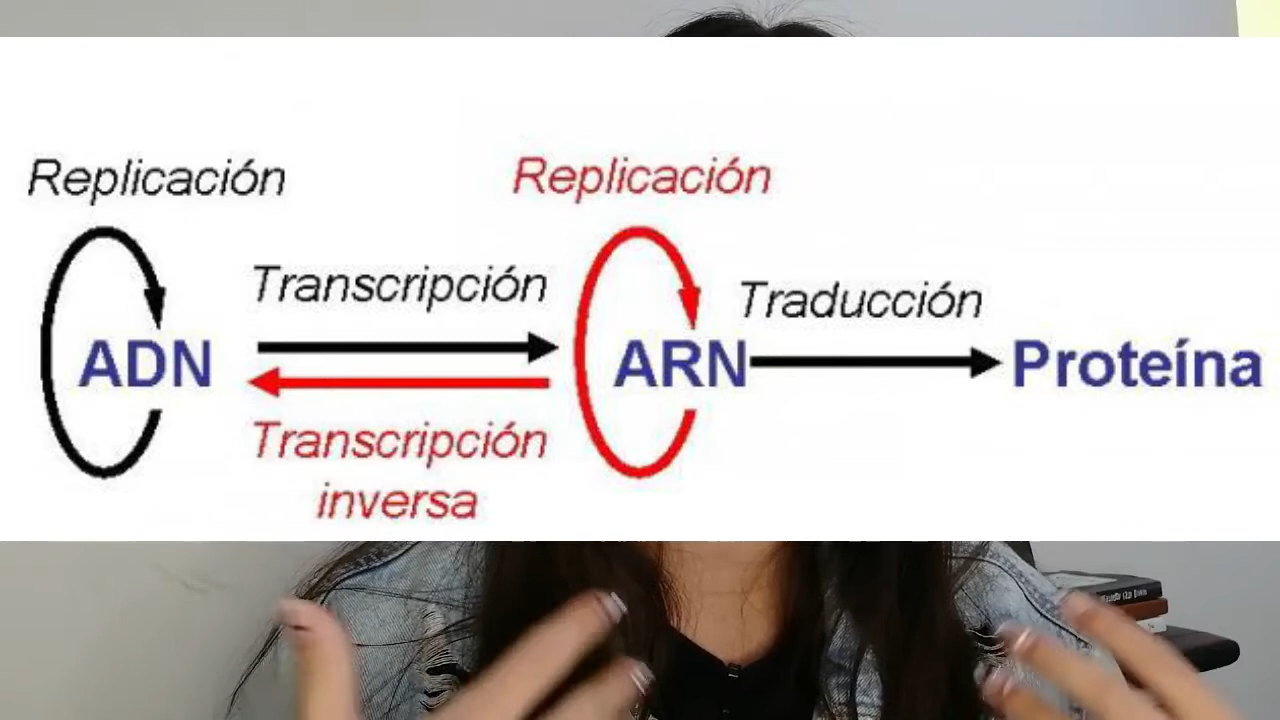 Replicación
Replicación
Transcripción
Traducción
ADN
ARN
Proteína
Transcripción
inversa